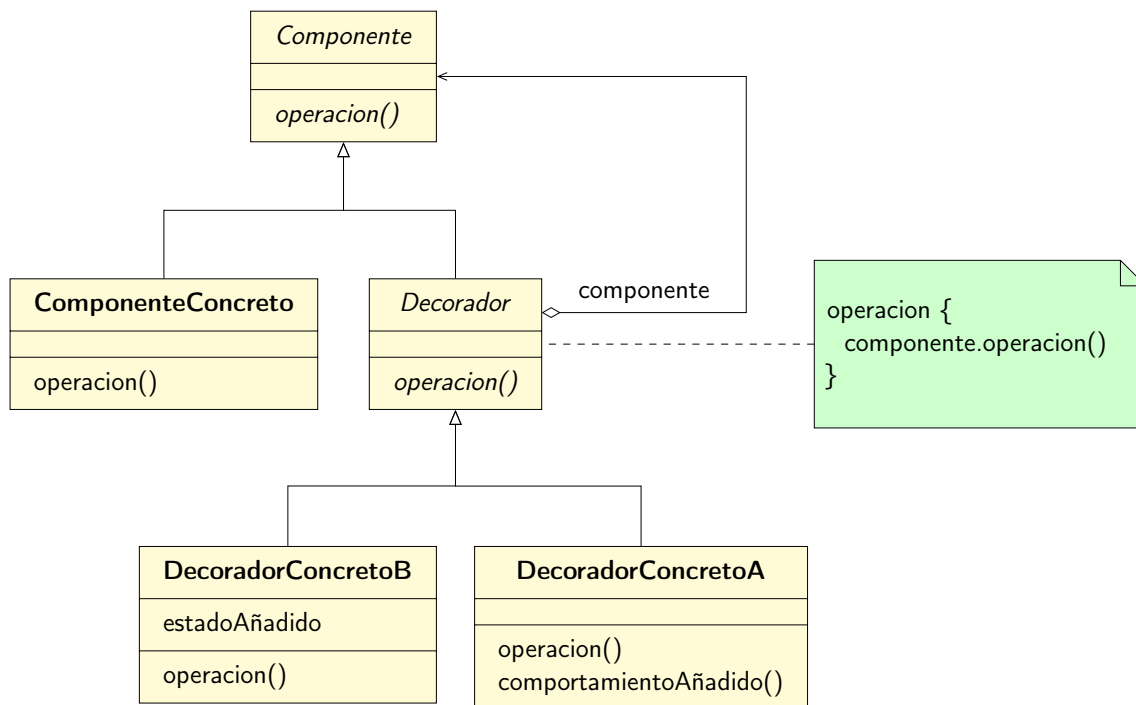 Componente
operacion()
ComponenteConcreto
operacion()
Decorador
operacion()
componente
operacion {
componente.operacion()
}
DecoradorConcretoB
estadoAñadido
operacion()
DecoradorConcretoA
operacion()
comportamientoAñadido()